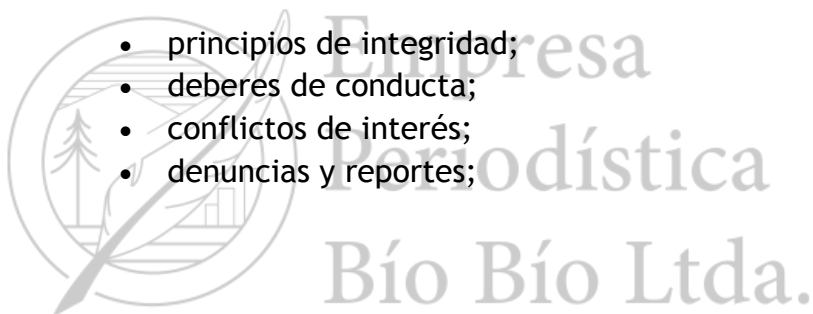 • principios de integridad;
• deberes de conducta;
• conflictos de interés;
• denuncias y reportes;
Empresa
Periodística
Bío Bío Ltda.